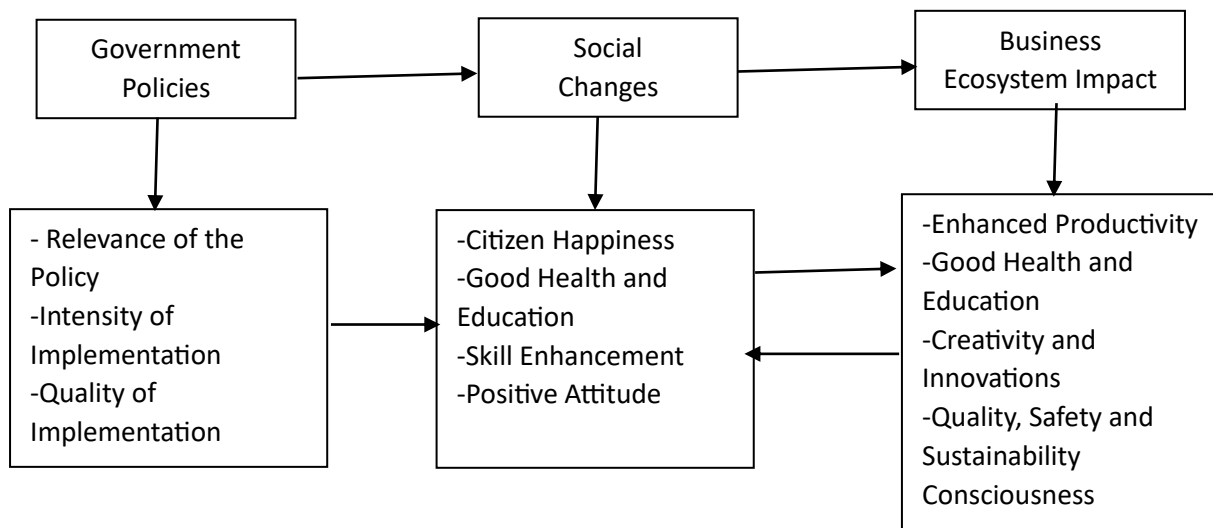 Government
Policies
Social
Changes
Business
Ecosystem Impact
- Relevance of the
Policy
-Intensity of
Implementation
-Quality of
Implementation
-Citizen Happiness
-Good Health and
Education
-Skill Enhancement
-Positive Attitude
-Enhanced Productivity
-Good Health and
Education
-Creativity and
Innovations
-Quality, Safety and
Sustainability
Consciousness